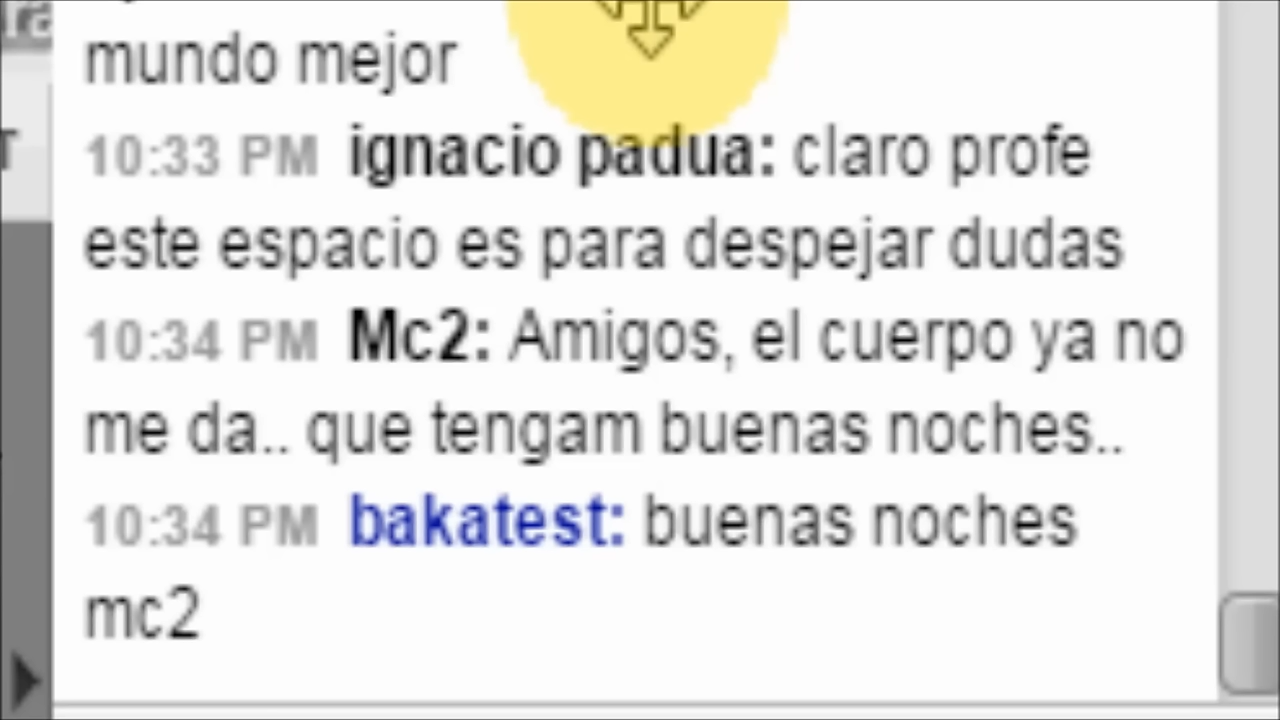 mundo mejor
10:33 PM ignacio padua: claro profe
este espacio es para despejar dudas
10:34 PM Mc2: Amigos, el cuerpo ya no
me da.. que tengam buenas noches..
10:34 PM bakatest: buenas noches
mc2